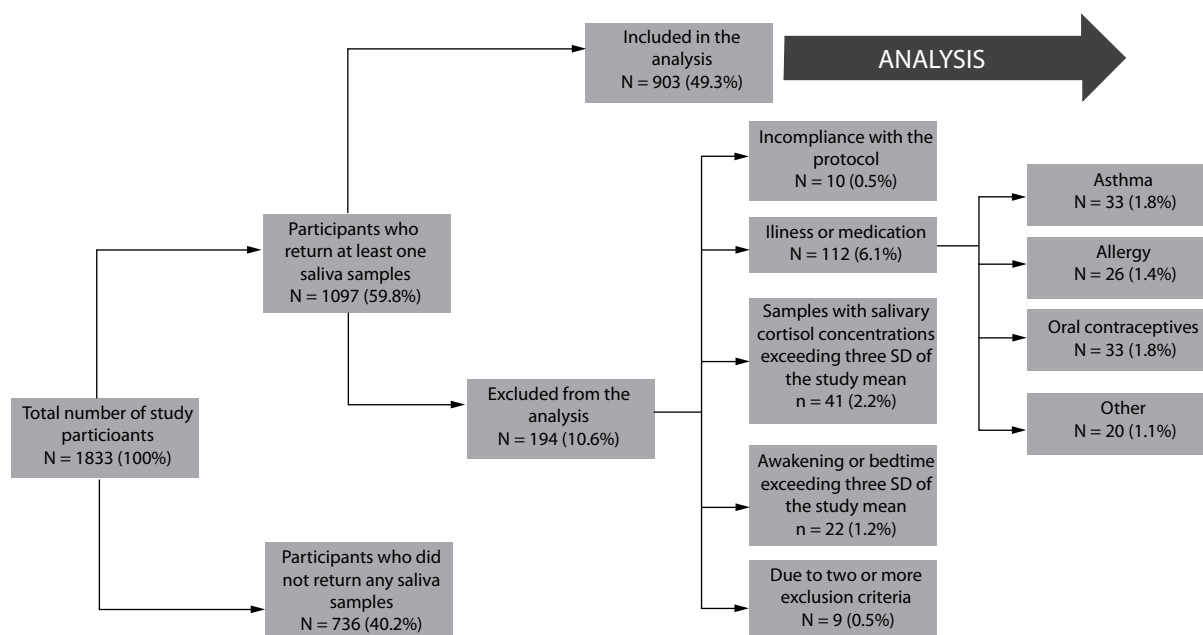 Included in the
analysis
N = 903 (49.3%)
ANALYSIS
Incompliance with the
protocol
N = 10 (0.5%)
Asthma
N = 33 (1.8%)
Participants who
return at least one
saliva samples
N = 1097 (59.8%)
Iliness or medication
N = 112 (6.1%)
Allergy
N = 26 (1.4%)
Samples with salivary
cortisol concentrations
exceeding three SD of
the study mean
n = 41 (2.2%)
Oral contraceptives
N = 33 (1.8%)
Excluded from the
analysis
N = 194 (10.6%)
Other
N = 20 (1.1%)
Total number of study
particioants
N = 1833 (100%)
Awakening or bedtime
exceeding three SD of
the study mean
n = 22 (1.2%)
Participants who did
not return any saliva
samples
N = 736 (40.2%)
Due to two or more
exclusion criteria
N = 9 (0.5%)